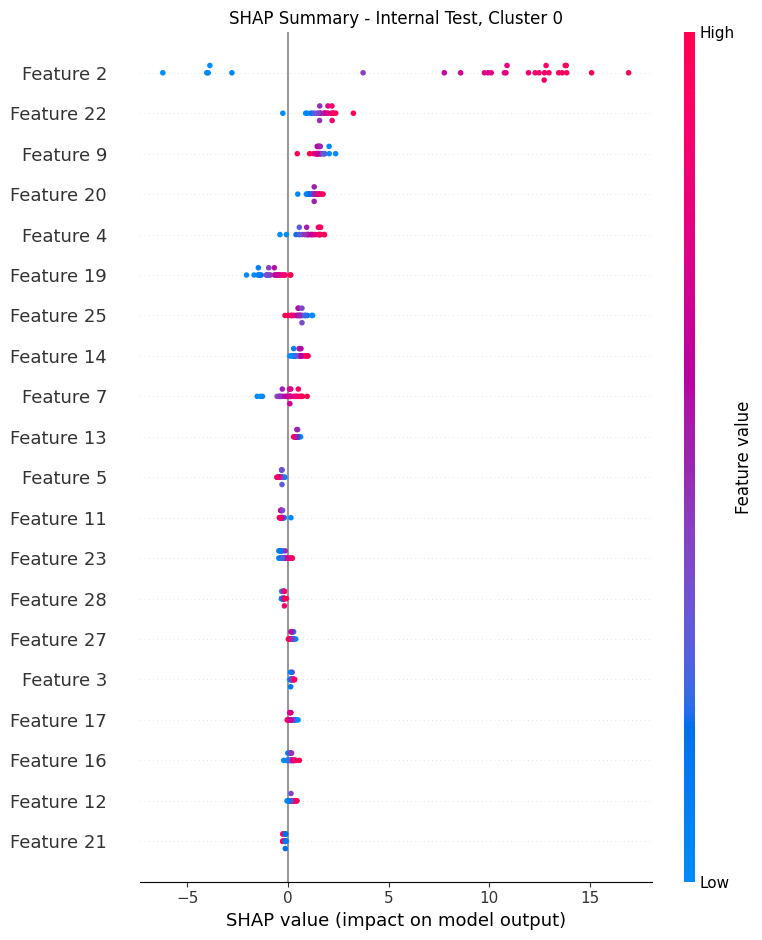 SHAP Summary - Internal Test, Cluster 0
High
Feature 2
Feature 22
Feature 9
Feature 20
Feature 4
Feature 19
Feature 25
Feature 14
Feature 7
Feature 13
Feature 5
Feature 11
Feature 23
Feature 28
Feature 27
Feature 3
Feature 17
Feature 16
Feature 12
Feature 21
Feature value
Low
−5 0 5 10 15
SHAP value (impact on model output)